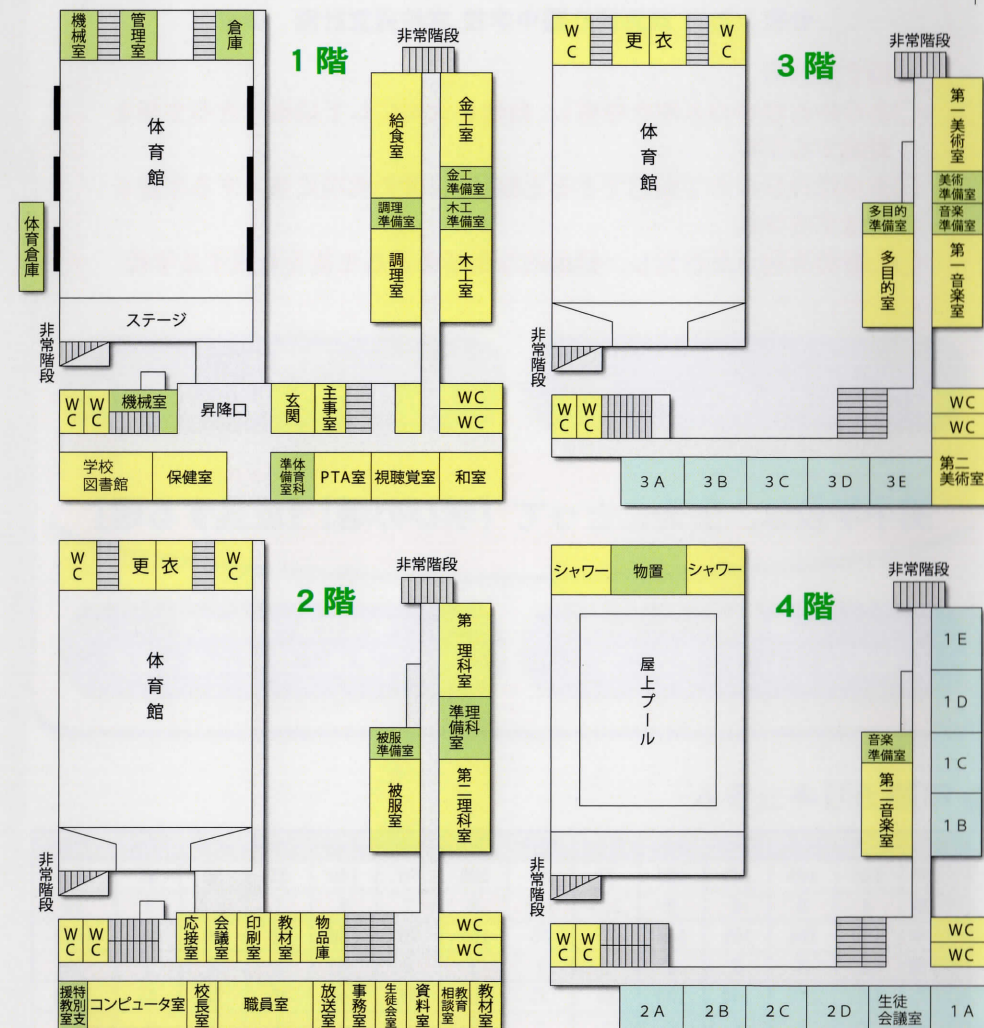 1階
機械室
管理室
倉庫
体育館
体育倉庫
ステージ
非常階段
非常階段
給食室
調理準備室
調理室
金工室
金工準備室
木工準備室
木工室
WC
WC
機械室
昇降口
玄関
主事室
WC
WC
学校図書館
保健室
体育科準備室
PTA室
視聴覚室
和室
3階
WC
更衣
WC
体育館
非常階段
非常階段
第一美術室
美術準備室
音楽準備室
第一音楽室
多目的準備室
多目的室
WC
WC
WC
WC
3A
3B
3C
3D
3E
第二美術室
2階
WC
更衣
WC
体育館
非常階段
非常階段
第一理科室
理科準備室
第二理科室
被服準備室
被服室
WC
WC
応接室
会議室
印刷室
教材室
物品庫
WC
WC
特別支援教室
コンピュータ室
校長室
職員室
放送室
事務室
生徒会室
資料室
教育相談室
教材室
4階
シャワー
物置
シャワー
屋上プール
非常階段
非常階段
1E
1D
1C
1B
音楽準備室
第二音楽室
WC
WC
WC
WC
2A
2B
2C
2D
生徒会議室
1A